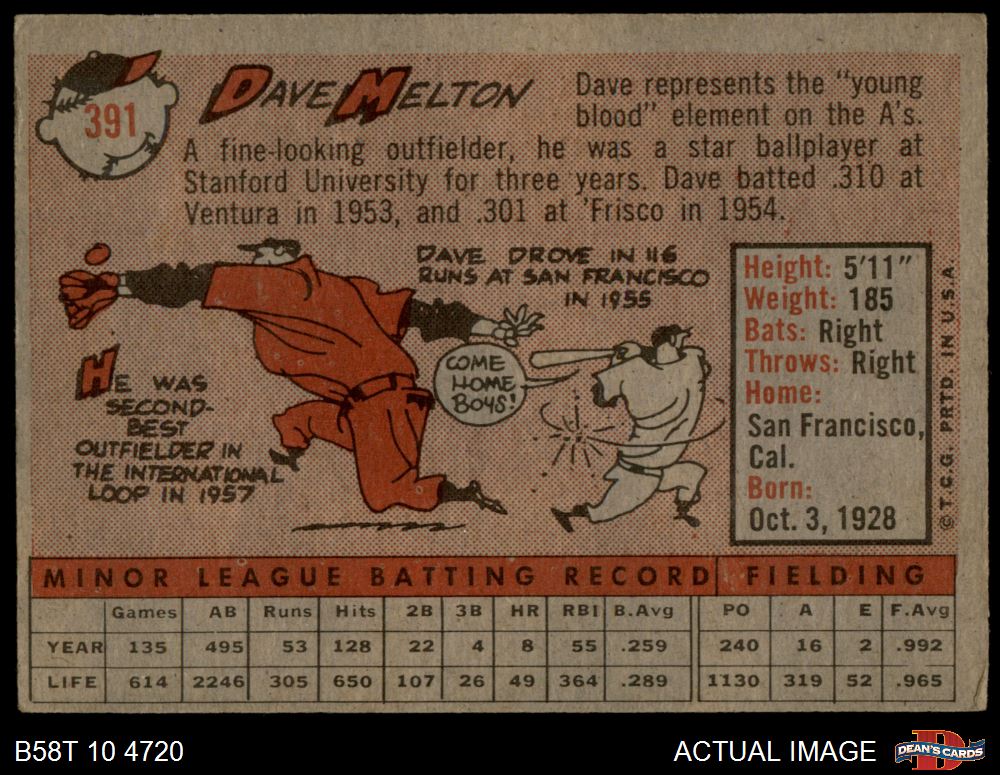 391
DAVE MELTON
Dave represents the "young
blood" element on the A's.
A fine-looking outfielder, he was a star ballplayer at
Stanford University for three years. Dave batted .310 at
Ventura in 1953, and .301 at 'Frisco in 1954.
DAVE DROVE IN 116
RUNS AT SAN FRANCISCO
IN 1955
HE WAS
SECOND-
BEST
OUTFIELDER IN
THE INTERNATIONAL
LOOP IN 1957
COME
HOME
BOYS!
Height: 5'11"
Weight: 185
Bats: Right
Throws: Right
Home:
San Francisco,
Cal.
Born:
Oct. 3, 1928
© T.C.G. PRTD. IN U.S.A.
MINOR LEAGUE BATTING RECORD FIELDING
Games AB Runs Hits 2B 3B HR RBI B.Avg PO A E F.Avg
YEAR 135 495 53 128 22 4 8 55 .259 240 16 2 .992
LIFE 614 2246 305 650 107 26 49 364 .289 1130 319 52 .965
B58T 10 4720 ACTUAL IMAGE D DEAN'S CARDS